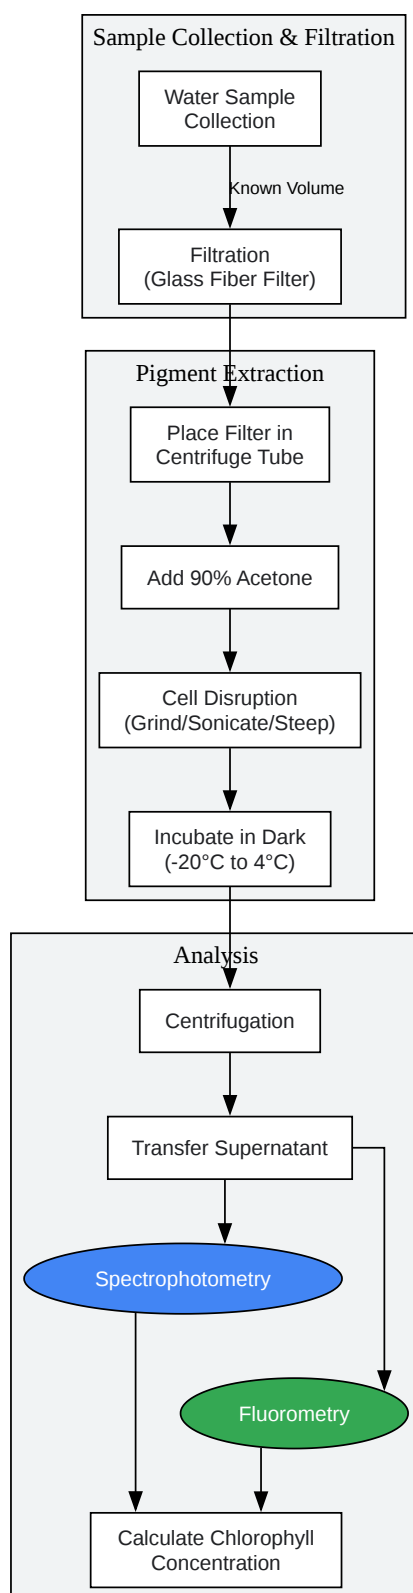 Sample Collection & Filtration
Water Sample
Collection
Known Volume
Filtration
(Glass Fiber Filter)
Pigment Extraction
Place Filter in
Centrifuge Tube
Add 90% Acetone
Cell Disruption
(Grind/Sonicate/Steep)
Incubate in Dark
(-20°C to 4°C)
Analysis
Centrifugation
Transfer Supernatant
Spectrophotometry
Fluorometry
Calculate Chlorophyll
Concentration